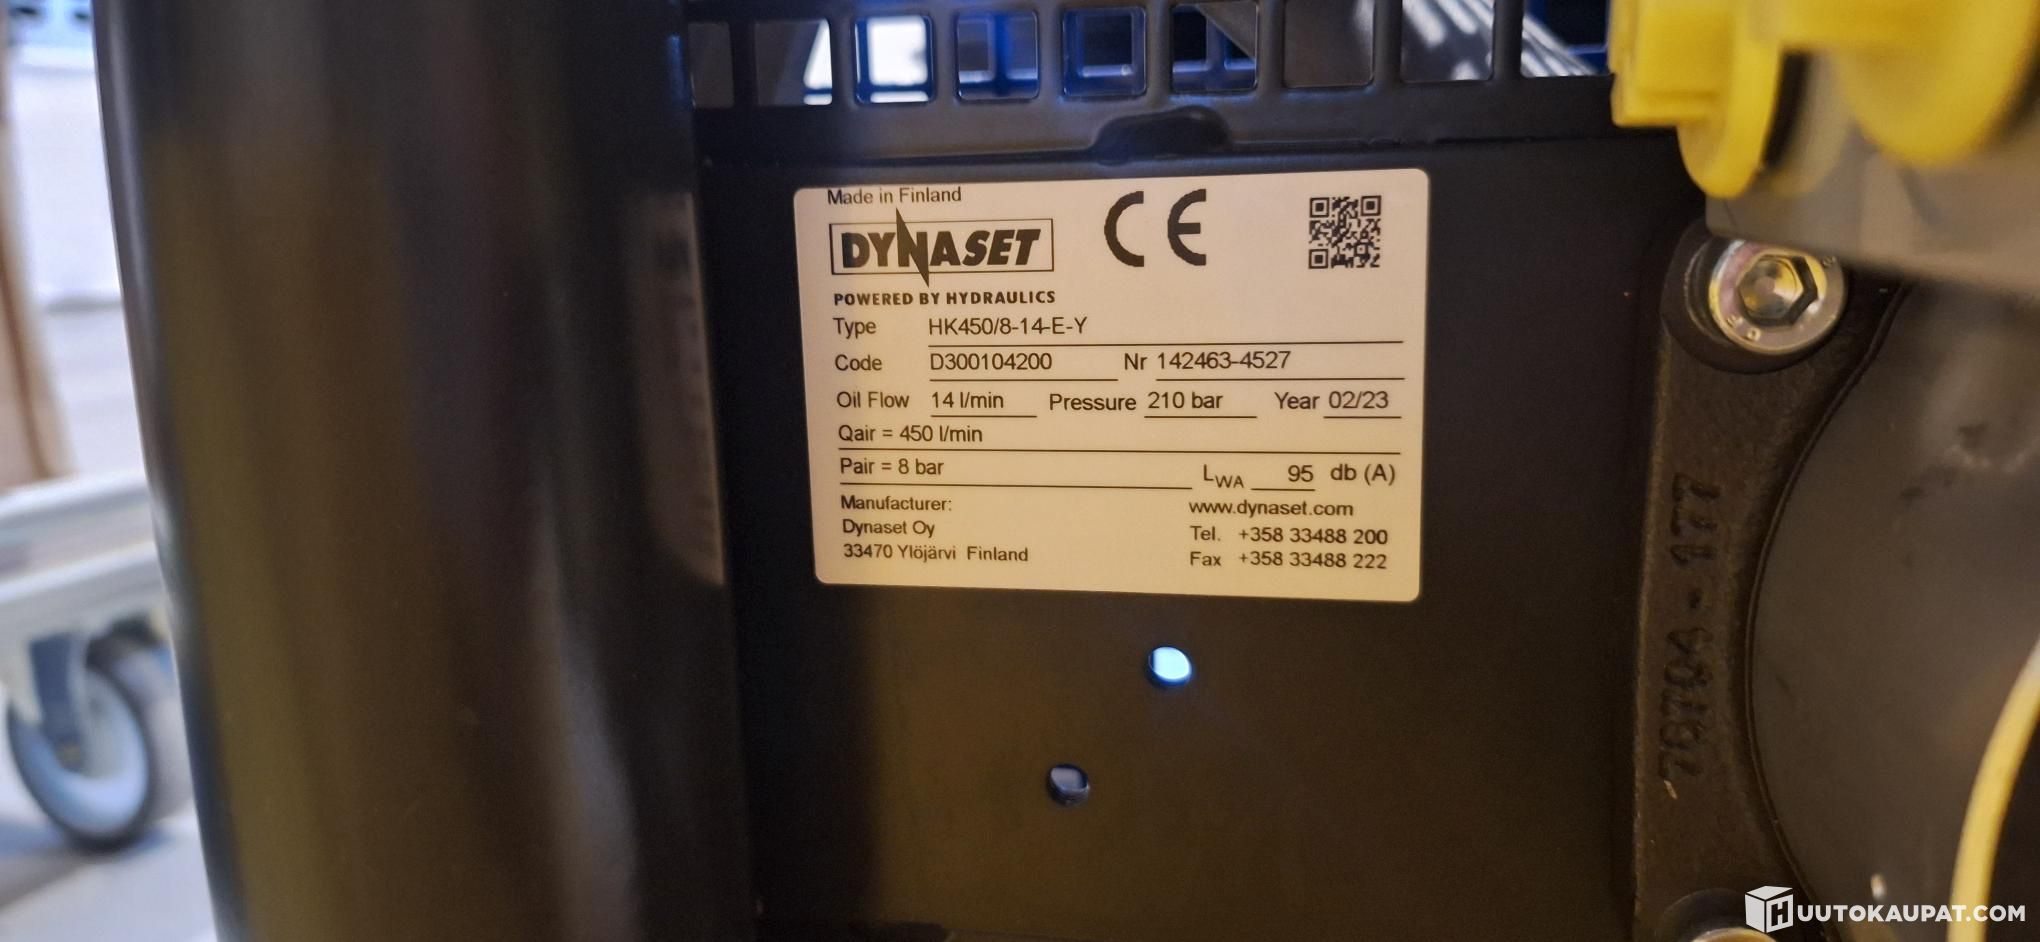 Made in Finland
DYNASET
CE
POWERED BY HYDRAULICS
Type HK450/8-14-E-Y
Code D300104200 Nr 142463-4527
Oil Flow 14 l/min Pressure 210 bar Year 02/23
Qair = 450 l/min
Pair = 8 bar LWA 95 db (A)
Manufacturer: www.dynaset.com
Dynaset Oy Tel. +358 33488 200
33470 Ylöjärvi Finland Fax +358 33488 222
78704-177
HUUTOKAUPAT.COM